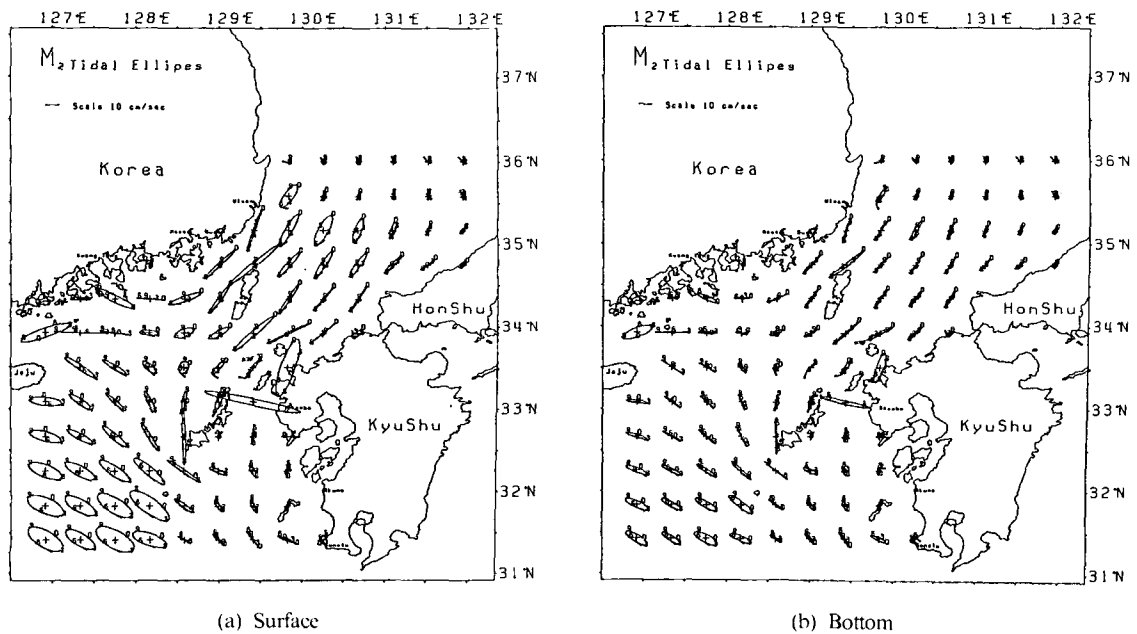 127°E 128°E 129°E 130°E 131°E 132°E
M₂ Tidal Ellipes
Scale 10 cm/sec
37°N
Korea
36°N
35°N
HonShu
34°N
Jeju
33°N
KyuShu
32°N
31°N
(a) Surface
127°E 128°E 129°E 130°E 131°E 132°E
M₂ Tidal Ellipes
Scale 10 cm/sec
37°N
Korea
36°N
35°N
HonShu
34°N
Jeju
33°N
KyuShu
32°N
31°N
(b) Bottom